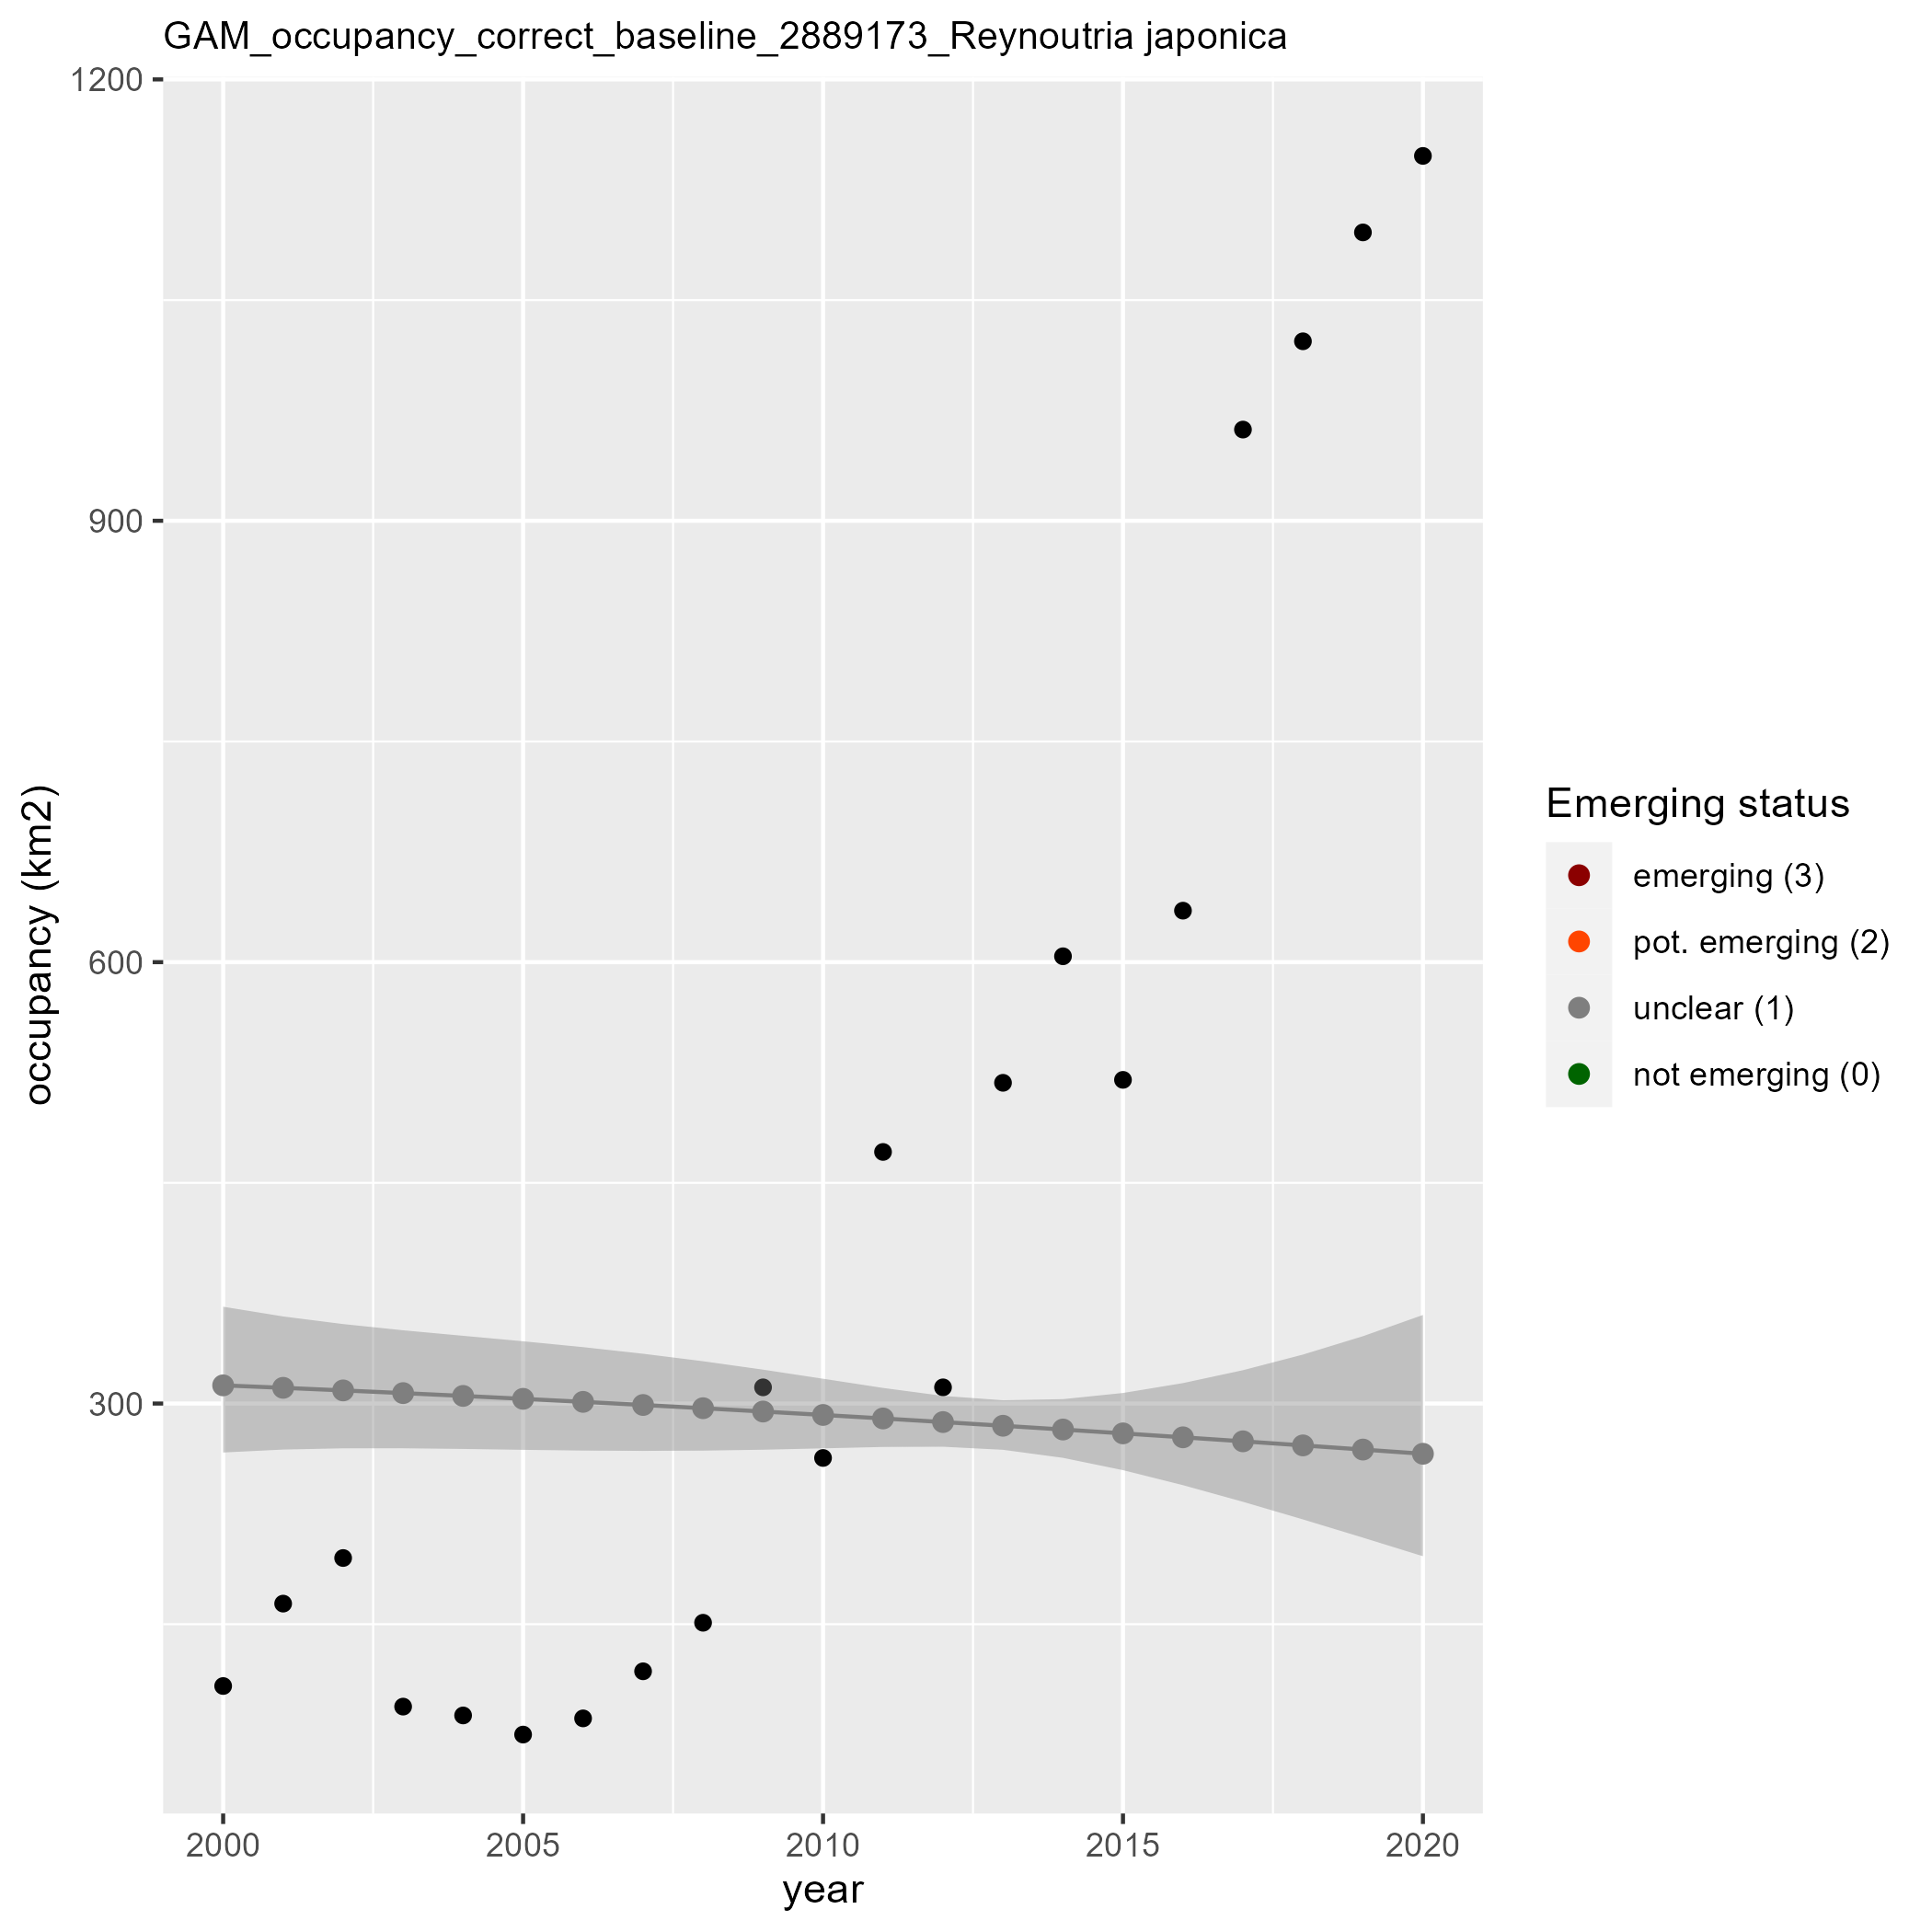 GAM_occupancy_correct_baseline_2889173_Reynoutria japonica
1200
900
600
300
occupancy (km2)
2000
2005
2010
2015
2020
year
Emerging status
emerging (3)
pot. emerging (2)
unclear (1)
not emerging (0)